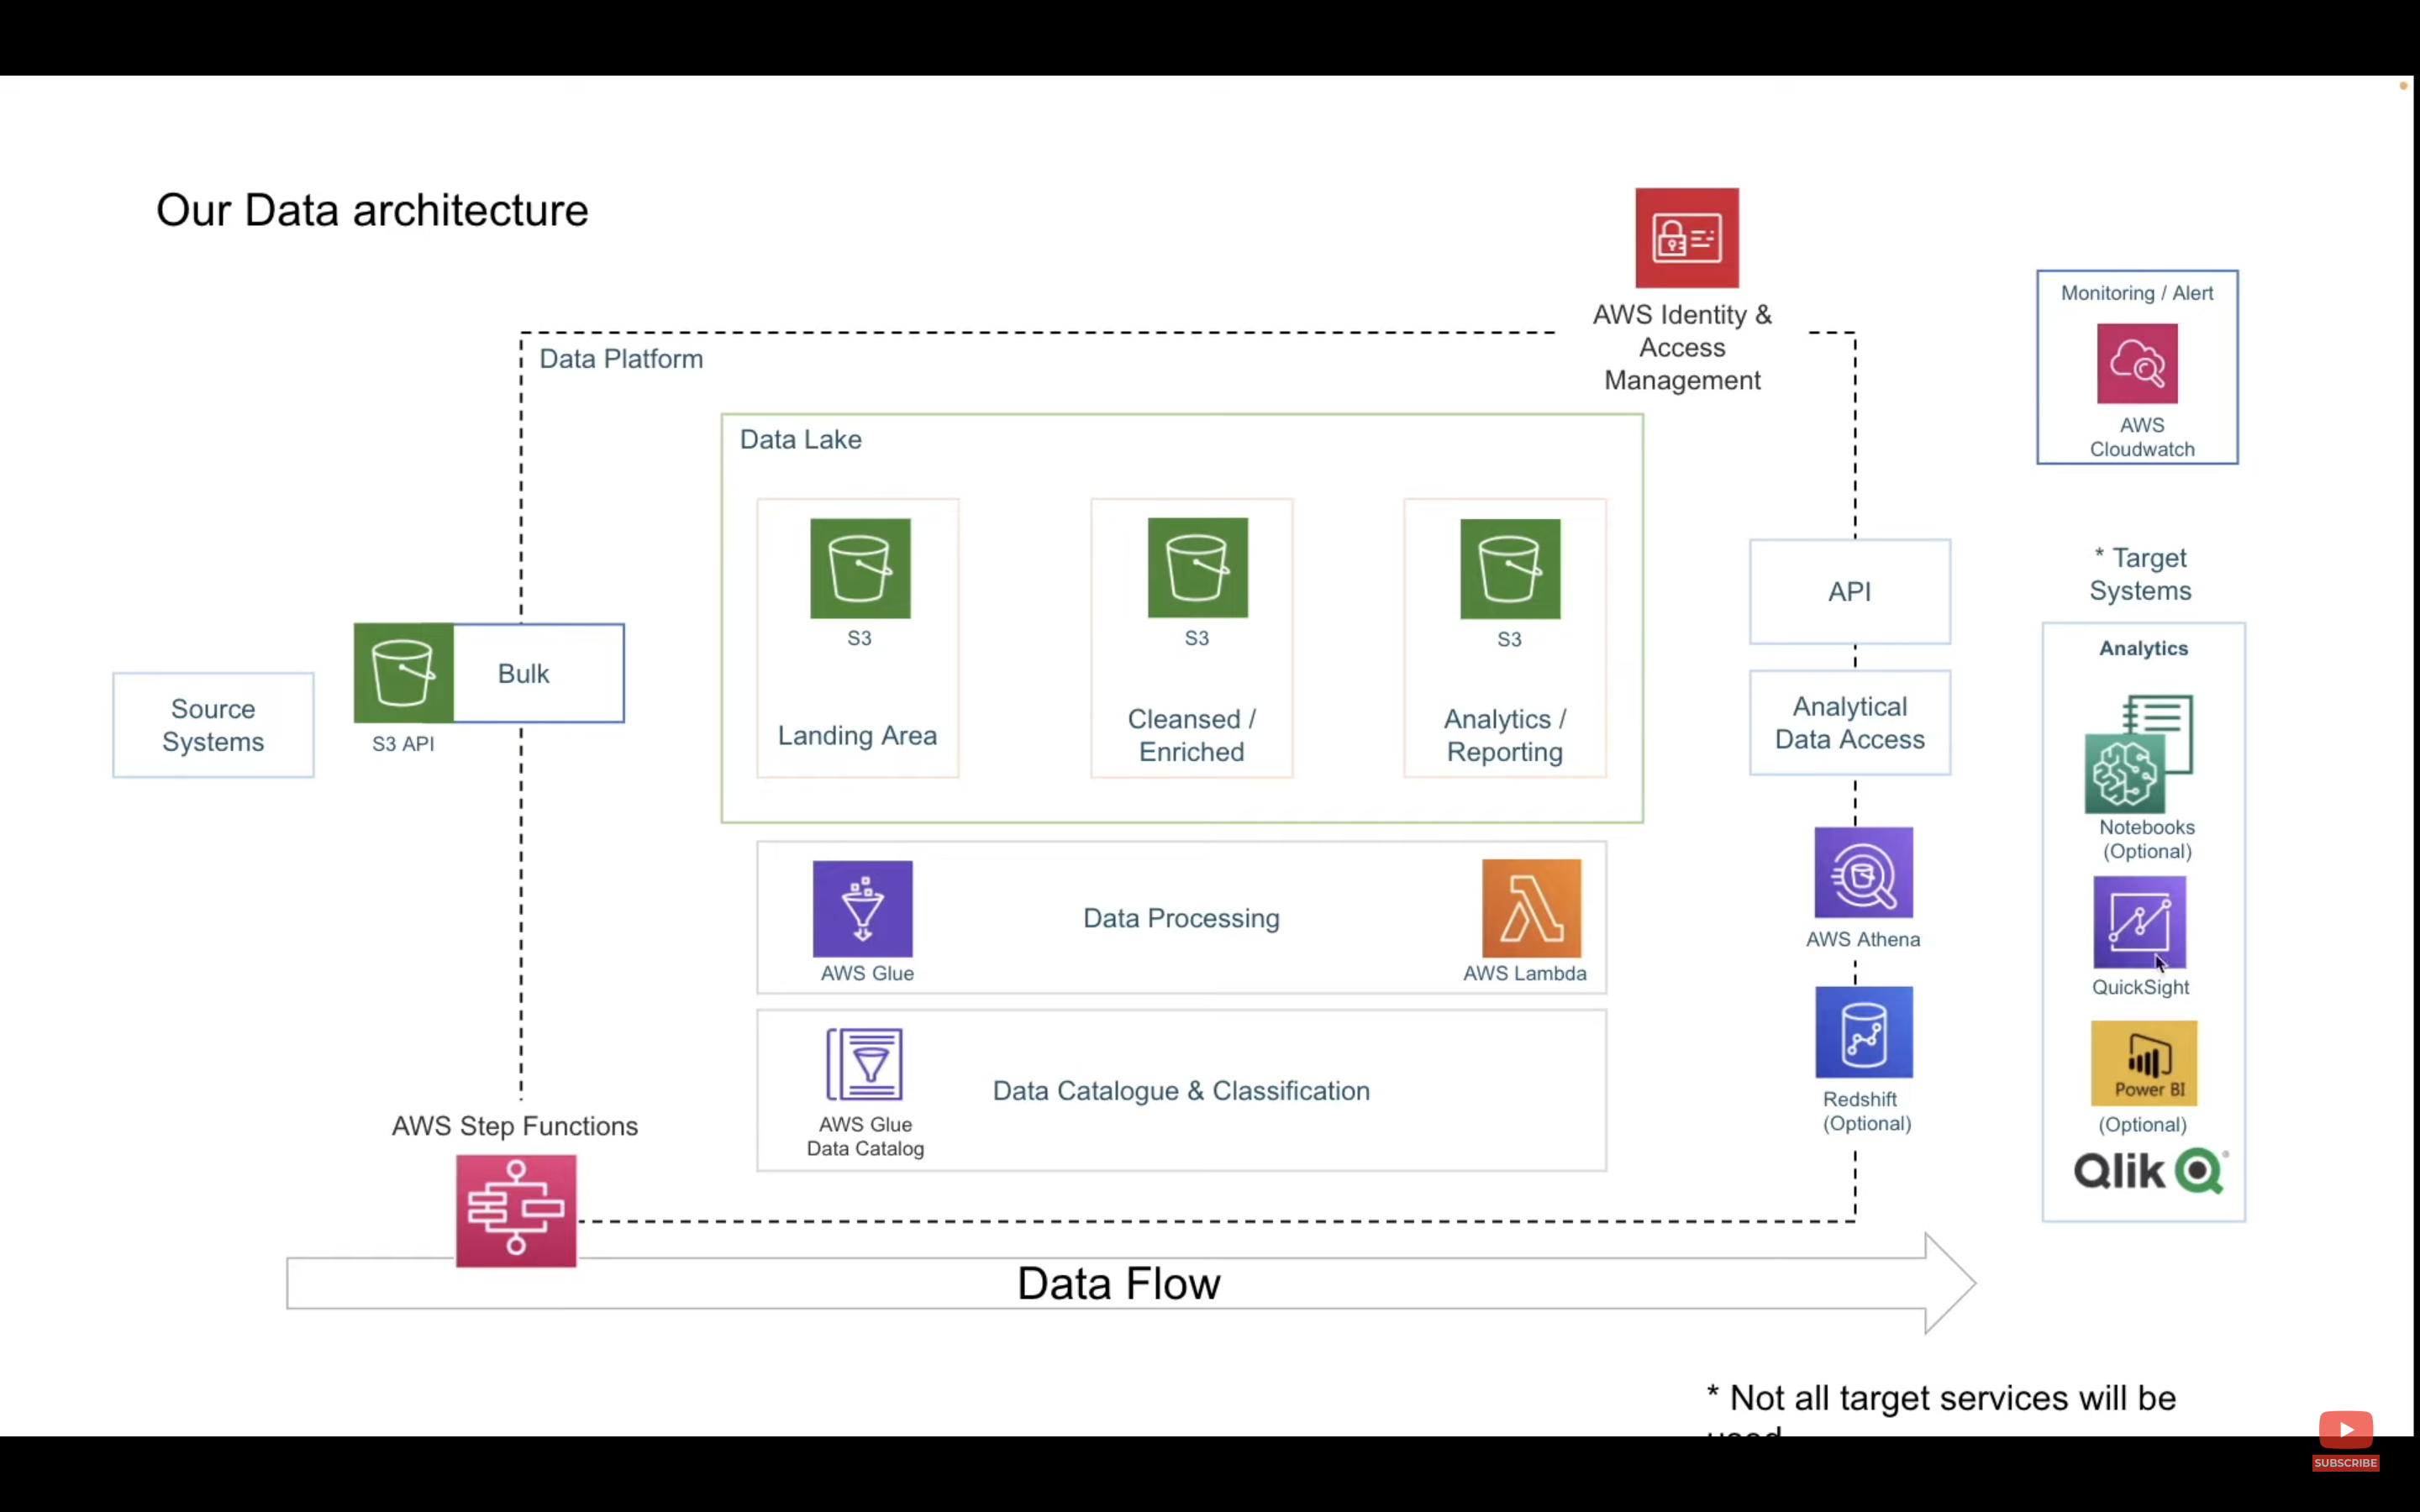 Our Data architecture
AWS Identity &
Access
Management
Monitoring / Alert
AWS
Cloudwatch
Data Platform
Data Lake
S3
Landing Area
S3
Cleansed /
Enriched
S3
Analytics /
Reporting
Source
Systems
S3 API
Bulk
API
Analytical
Data Access
AWS Athena
Redshift
(Optional)
* Target
Systems
Analytics
Notebooks
(Optional)
QuickSight
Power BI
(Optional)
Qlik
AWS Glue
Data Processing
AWS Lambda
AWS Glue
Data Catalog
Data Catalogue & Classification
AWS Step Functions
Data Flow
* Not all target services will be
used
SUBSCRIBE